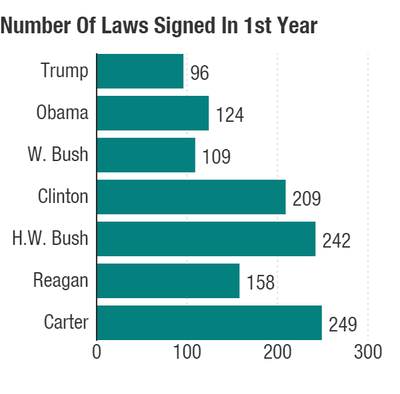 Number Of Laws Signed In 1st Year
Trump 96
Obama 124
W. Bush 109
Clinton 209
H.W. Bush 242
Reagan 158
Carter 249
0 100 200 300